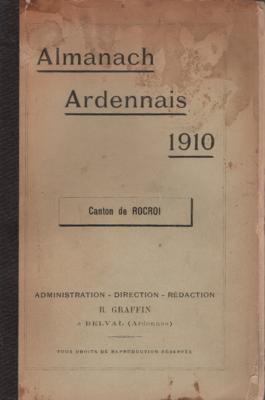 Almanach
Ardennais
1910
Canton de ROCROI
ADMINISTRATION - DIRECTION - RÉDACTION
R. GRAFFIN
à BELVAL (Ardennes)
TOUS DROITS DE REPRODUCTION RÉSERVÉS